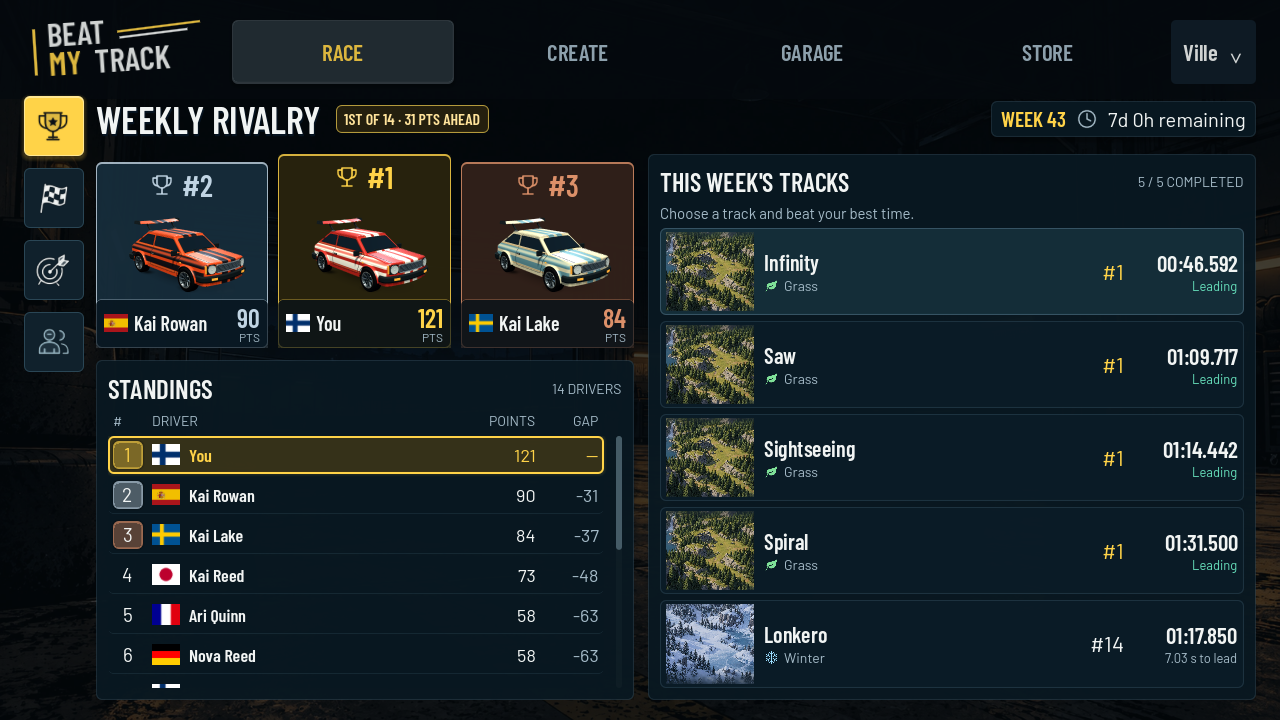 BEAT
MY TRACK
RACE
CREATE
GARAGE
STORE
Ville
WEEKLY RIVALRY
1ST OF 14 · 31 PTS AHEAD
WEEK 43
7d 0h remaining
#2
Kai Rowan
90
PTS
#1
You
121
PTS
#3
Kai Lake
84
PTS
STANDINGS
14 DRIVERS
# DRIVER POINTS GAP
1 You 121 —
2 Kai Rowan 90 -31
3 Kai Lake 84 -37
4 Kai Reed 73 -48
5 Ari Quinn 58 -63
6 Nova Reed 58 -63
THIS WEEK'S TRACKS
5 / 5 COMPLETED
Choose a track and beat your best time.
Infinity
Grass
#1
00:46.592
Leading
Saw
Grass
#1
01:09.717
Leading
Sightseeing
Grass
#1
01:14.442
Leading
Spiral
Grass
#1
01:31.500
Leading
Lonkero
Winter
#14
01:17.850
7.03 s to lead